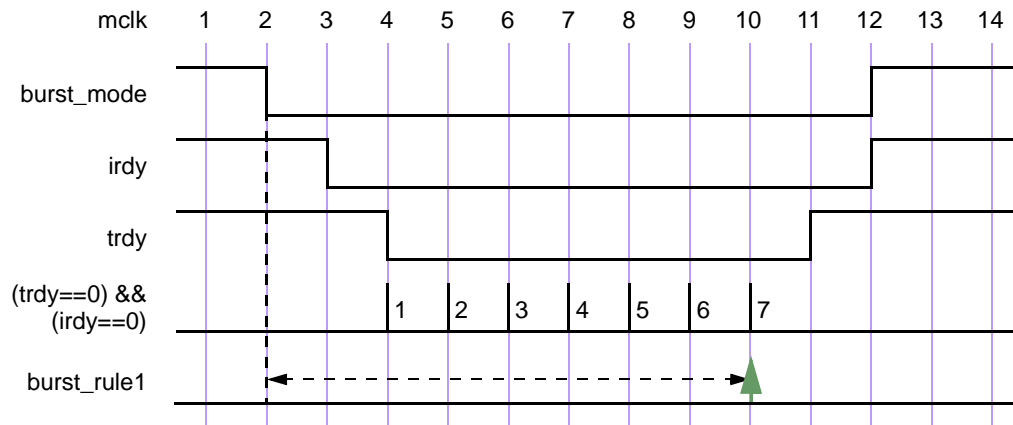 mclk 1 2 3 4 5 6 7 8 9 10 11 12 13 14
burst_mode
irdy
trdy
(trdy==0) &&
(irdy==0)
1 2 3 4 5 6 7
burst_rule1